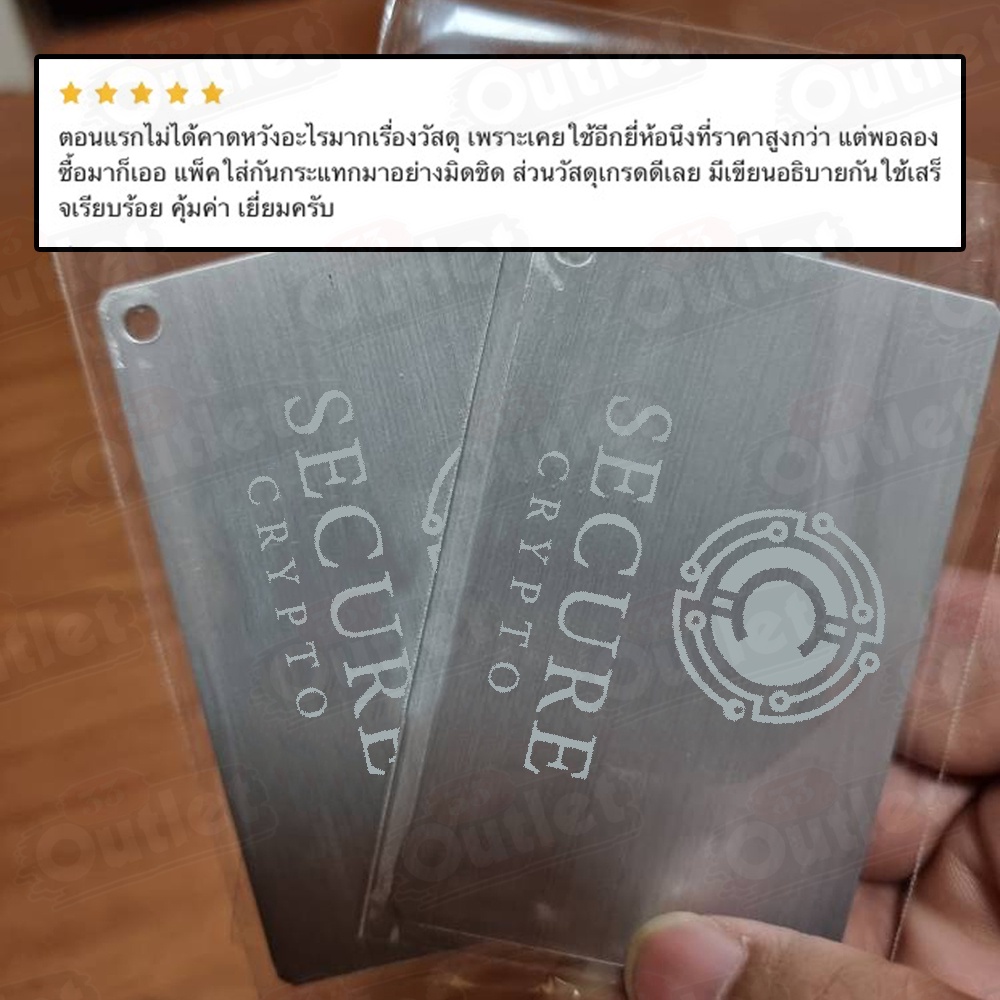 ตอนแรกไม่ได้คาดหวังอะไรมากเรื่องวัสดุ เพราะเคยใช้อีกยี่ห้อนึงที่ราคาสูงกว่า แต่พอลอง
ซื้อมาก็เออ แพ็คใส่กันกระแทกมาอย่างมิดชิด ส่วนวัสดุเกรดดีเลย มีเขียนอธิบายกันใช้เสร็
จเรียบร้อย คุ้มค่า เยี่ยมครับ
SECURE
CRYPTO
SECURE
CRYPTO
Outlet